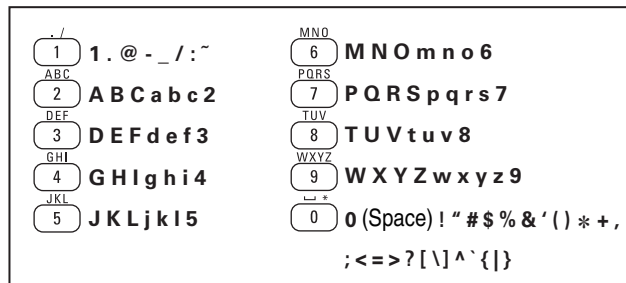 . /
1 1 . @ - _ / : ~
ABC
2 A B C a b c 2
DEF
3 D E F d e f 3
GHI
4 G H I g h i 4
JKL
5 J K L j k l 5
MNO
6 M N O m n o 6
PQRS
7 P Q R S p q r s 7
TUV
8 T U V t u v 8
WXYZ
9 W X Y Z w x y z 9
␣ *
0 0 (Space) ! “ # $ % & ‘ ( ) * + ,
; < = > ? [ \ ] ^ ` { | }